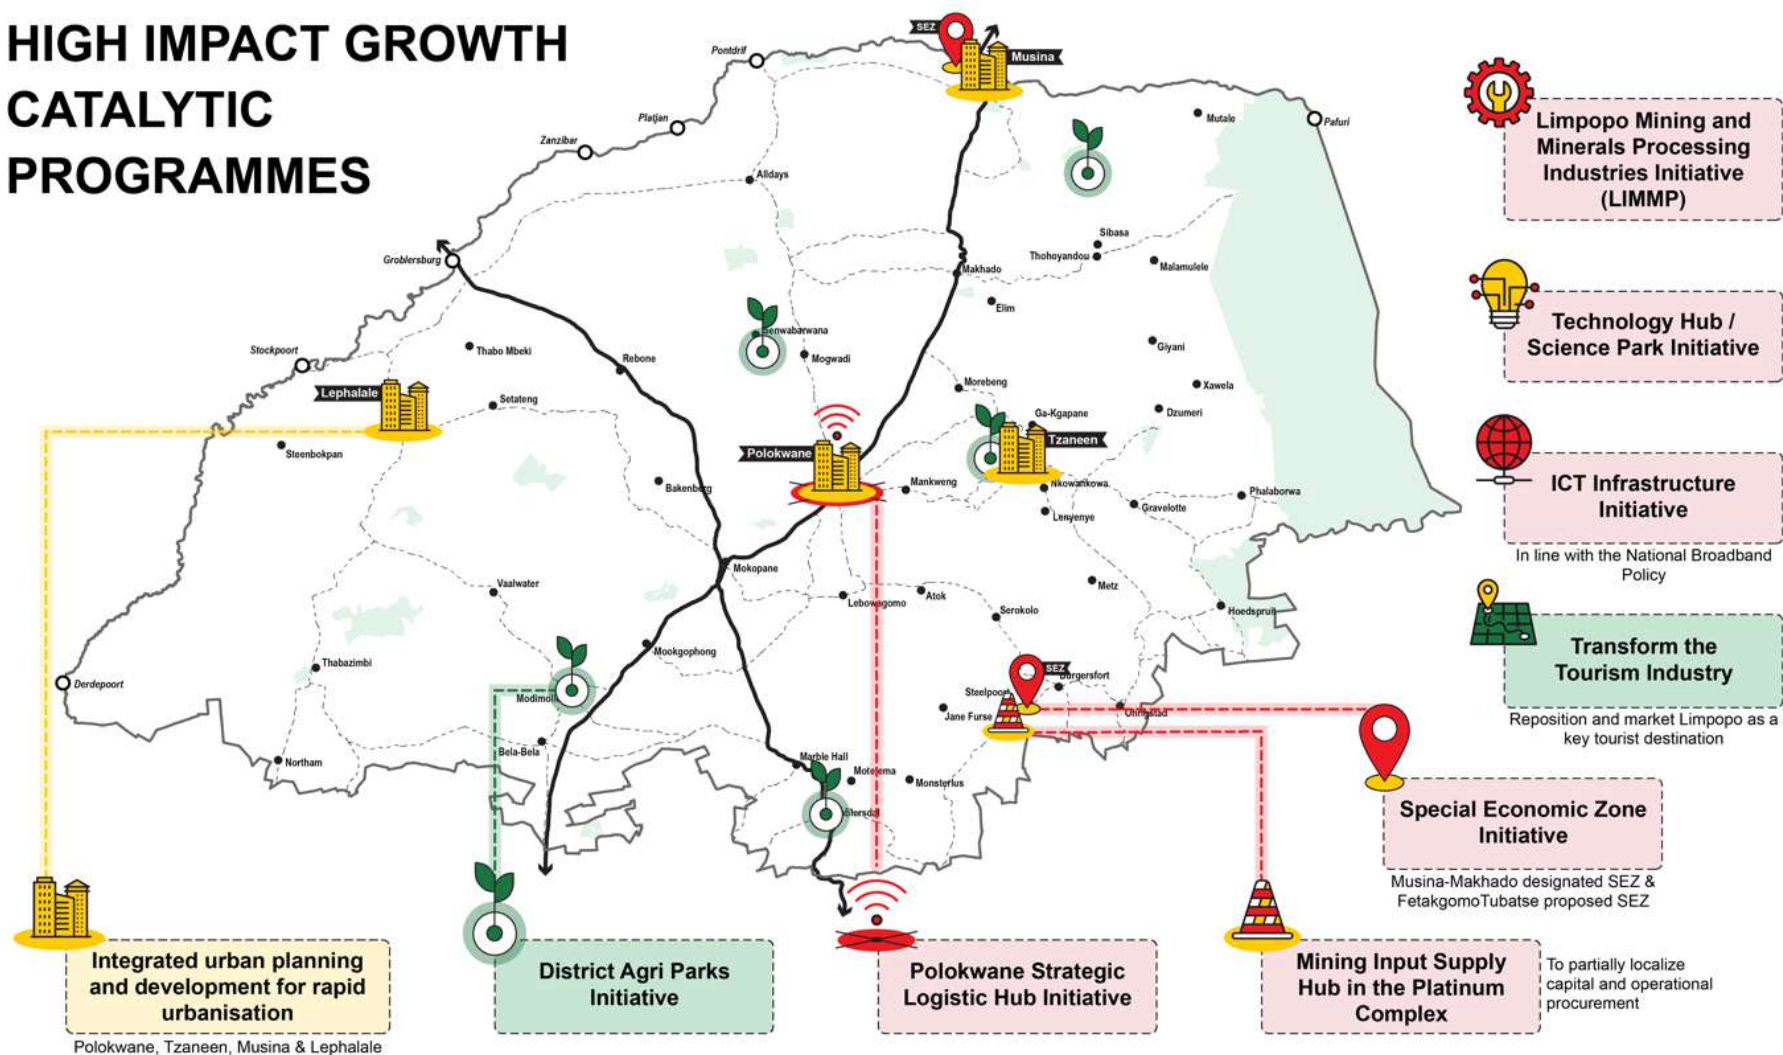 HIGH IMPACT GROWTH
CATALYTIC
PROGRAMMES
SEZ
Musina
Pontdrif
Platjan
Zanzibar
Mutale
Pafuri
Alldays
Sibasa
Thohoyandou
Malamulele
Groblersburg
Makhado
Elim
Stockpoort
Thabo Mbeki
Senwabarwana
Rebone
Mogwadi
Giyani
Lephalale
Setateng
Morebeng
Xawela
Ga-Kgapane
Dzumeri
Tzaneen
Steenbokpan
Polokwane
Bakenberg
Mankweng
Nkowankowa
Phalaborwa
Lenyenye
Gravelotte
Mokopane
Vaalwater
Lebowagomo
Atok
Metz
Serokolo
Hoedspruit
Mookgophong
Thabazimbi
SEZ
Burgersfort
Derdepoort
Steelpoort
Jane Furse
Ohrigstad
Bela-Bela
Northam
Marble Hall
Monsterlus
Limpopo Mining and
Minerals Processing
Industries Initiative
(LIMMP)
Technology Hub /
Science Park Initiative
ICT Infrastructure
Initiative
In line with the National Broadband
Policy
Transform the
Tourism Industry
Reposition and market Limpopo as a
key tourist destination
Special Economic Zone
Initiative
Musina-Makhado designated SEZ &
FetakgomoTubatse proposed SEZ
Integrated urban planning
and development for rapid
urbanisation
Polokwane, Tzaneen, Musina & Lephalale
District Agri Parks
Initiative
Polokwane Strategic
Logistic Hub Initiative
Mining Input Supply
Hub in the Platinum
Complex
To partially localize
capital and operational
procurement